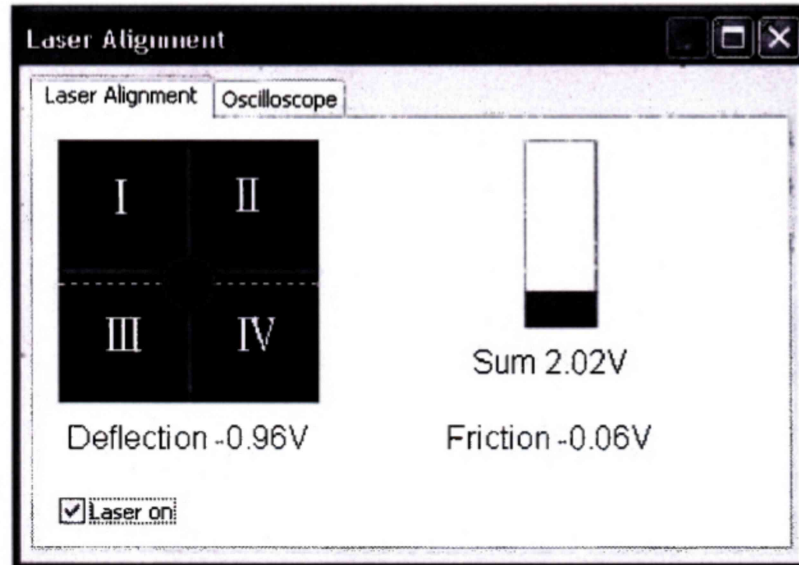 Laser Alignment
Laser Alignment Oscilloscope
I II
III IV
Sum 2.02V
Deflection -0.96V Friction -0.06V
Laser on